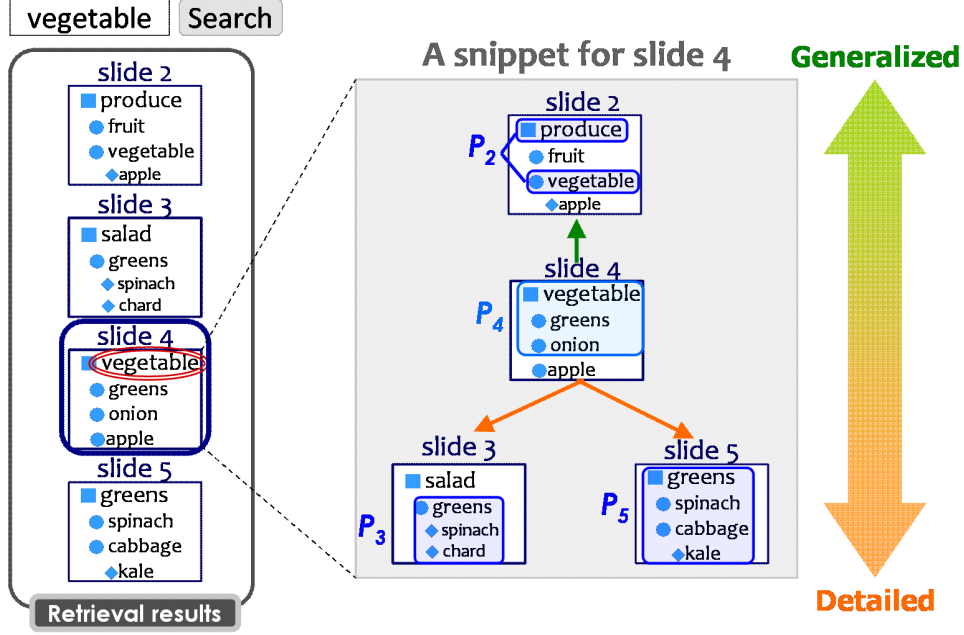 vegetable Search
slide 2
produce
fruit
vegetable
apple
slide 3
salad
greens
spinach
chard
slide 4
vegetable
greens
onion
apple
slide 5
greens
spinach
cabbage
kale
Retrieval results
A snippet for slide 4
slide 2
produce
P2
fruit
vegetable
apple
slide 4
vegetable
P4
greens
onion
apple
slide 3
salad
P3
greens
spinach
chard
slide 5
greens
P5
spinach
cabbage
kale
Generalized
Detailed